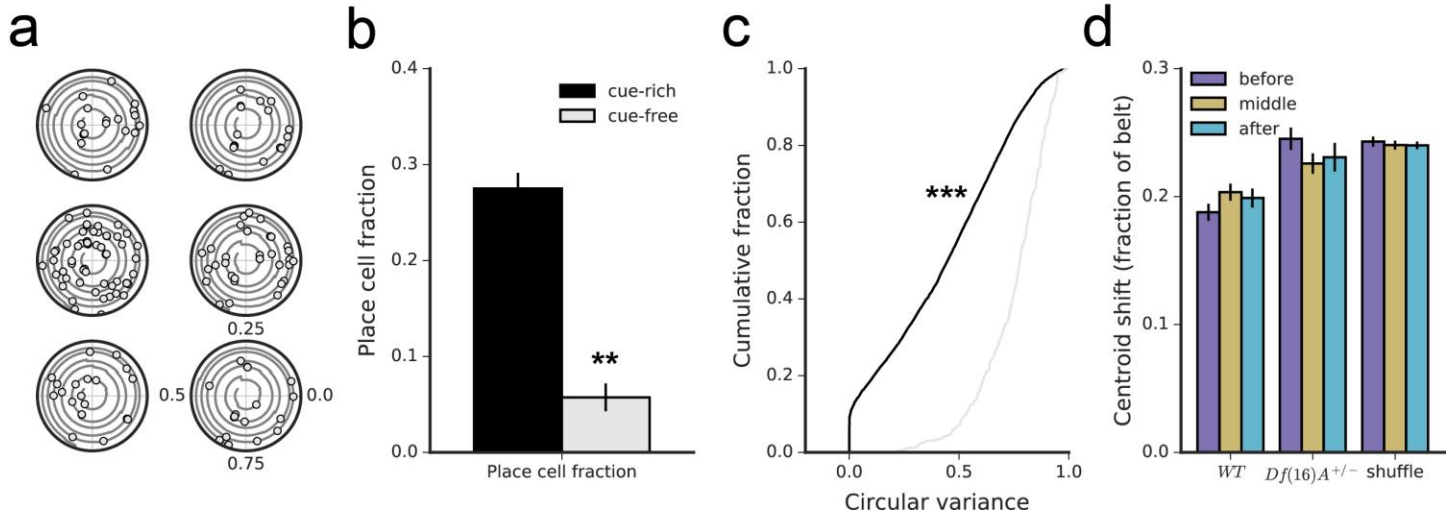 a
0.25
0.5
0.0
0.75
b
Place cell fraction
0.4
0.3
0.2
0.1
0.0
cue-rich
cue-free
**
Place cell fraction
c
Cumulative fraction
1.0
0.8
0.6
0.4
0.2
0.0
***
0.0
0.5
1.0
Circular variance
d
Centroid shift (fraction of belt)
0.3
0.2
0.1
0.0
before
middle
after
WT
Df(16)A+/−
shuffle